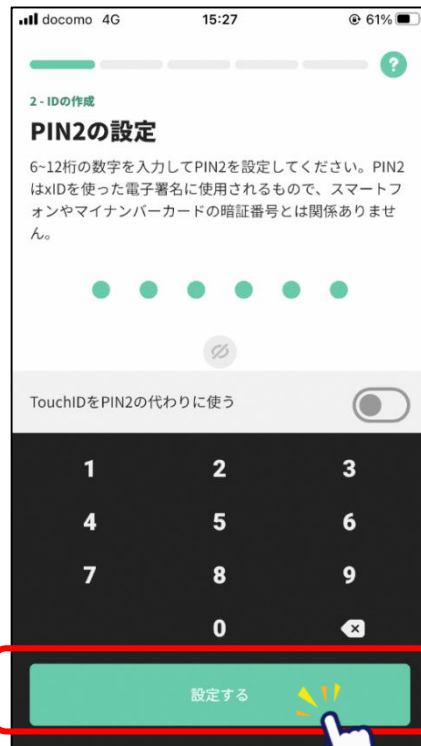 docomo 4G 15:27 61%
?
2 - IDの作成
PIN2の設定
6~12桁の数字を入力してPIN2を設定してください。PIN2
はxIDを使った電子署名に使用されるもので、スマートフ
ォンやマイナンバーカードの暗証番号とは関係ありませ
ん。
TouchIDをPIN2の代わりに使う
1 2 3
4 5 6
7 8 9
0
設定する